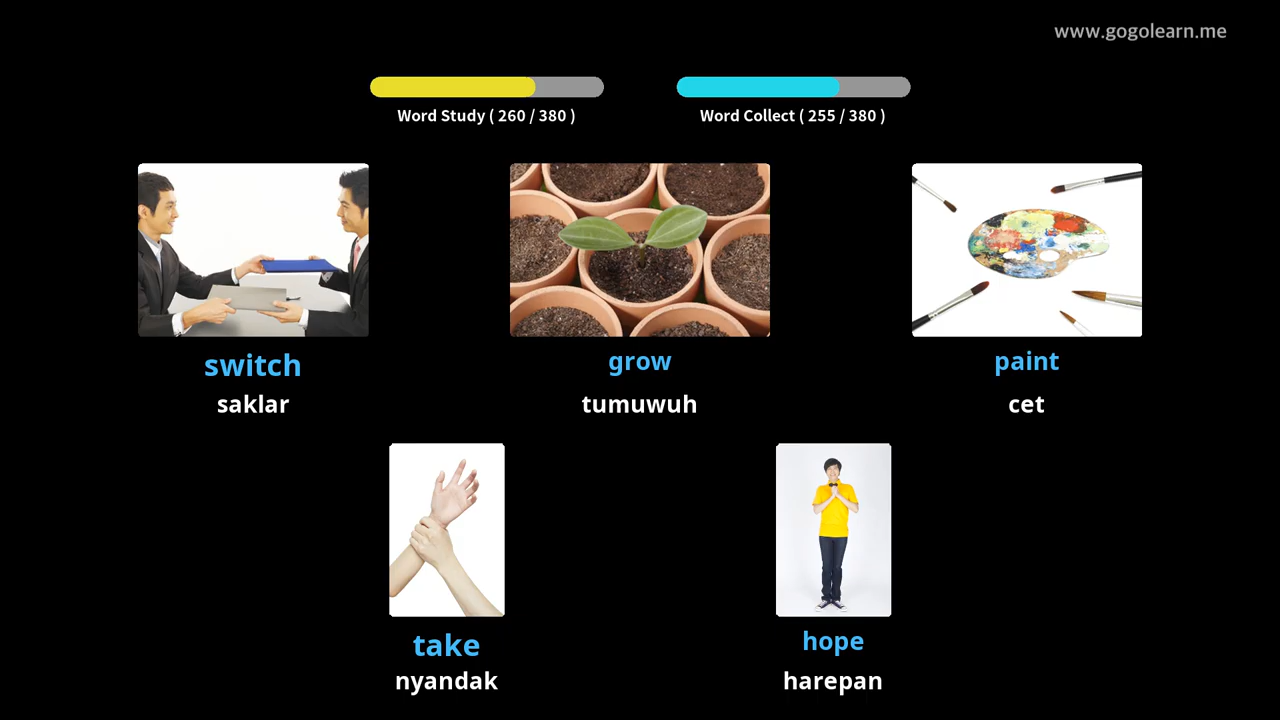 www.gogolearn.me
Word Study ( 260 / 380 )
Word Collect ( 255 / 380 )
switch
saklar
grow
tumuwuh
paint
cet
take
nyandak
hope
harepan